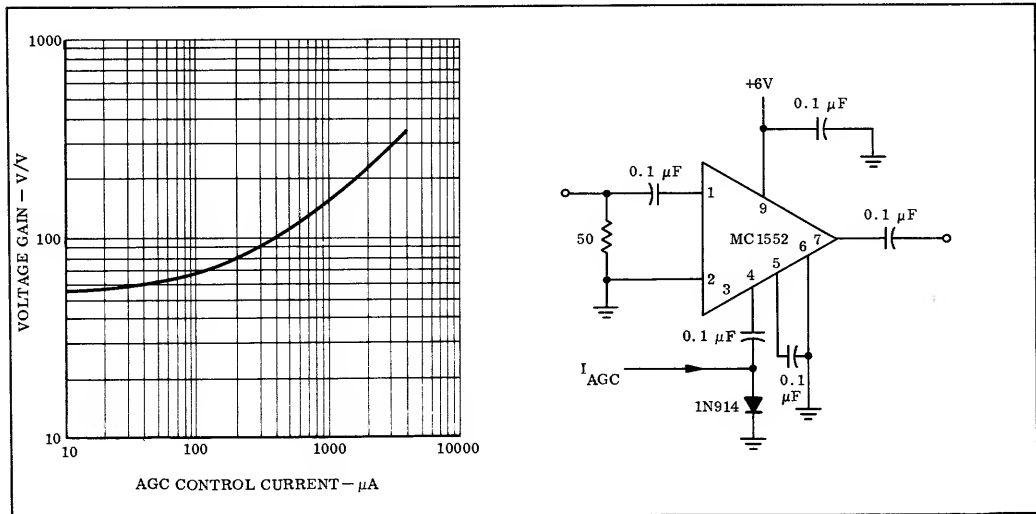 1000
100
10
VOLTAGE GAIN – V/V
10 100 1000 10000
AGC CONTROL CURRENT – μA
+6V
0.1 μF
0.1 μF
1
9
50
MC1552 7
0.1 μF
6
5
4
2
3
0.1 μF
0.1
μF
I AGC
1N914